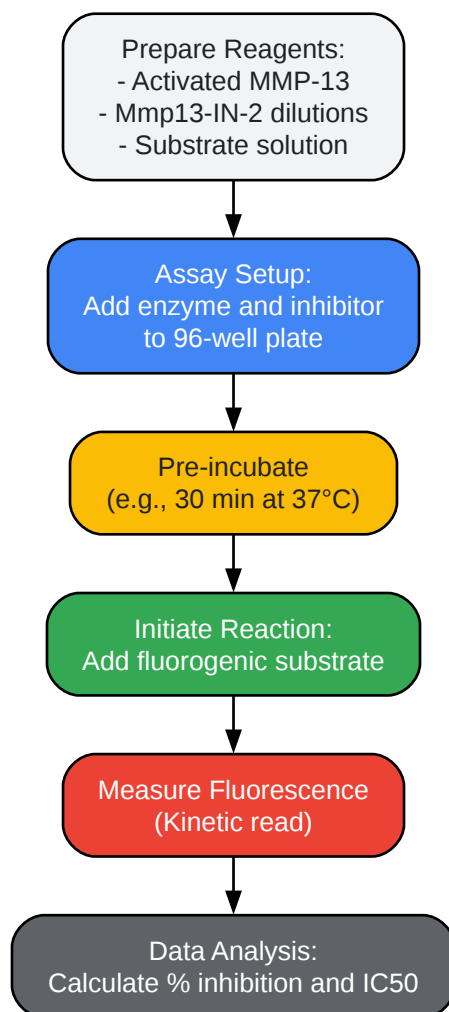 Prepare Reagents:
- Activated MMP-13
- Mmp13-IN-2 dilutions
- Substrate solution
Assay Setup:
Add enzyme and inhibitor
to 96-well plate
Pre-incubate
(e.g., 30 min at 37°C)
Initiate Reaction:
Add fluorogenic substrate
Measure Fluorescence
(Kinetic read)
Data Analysis:
Calculate % inhibition and IC50